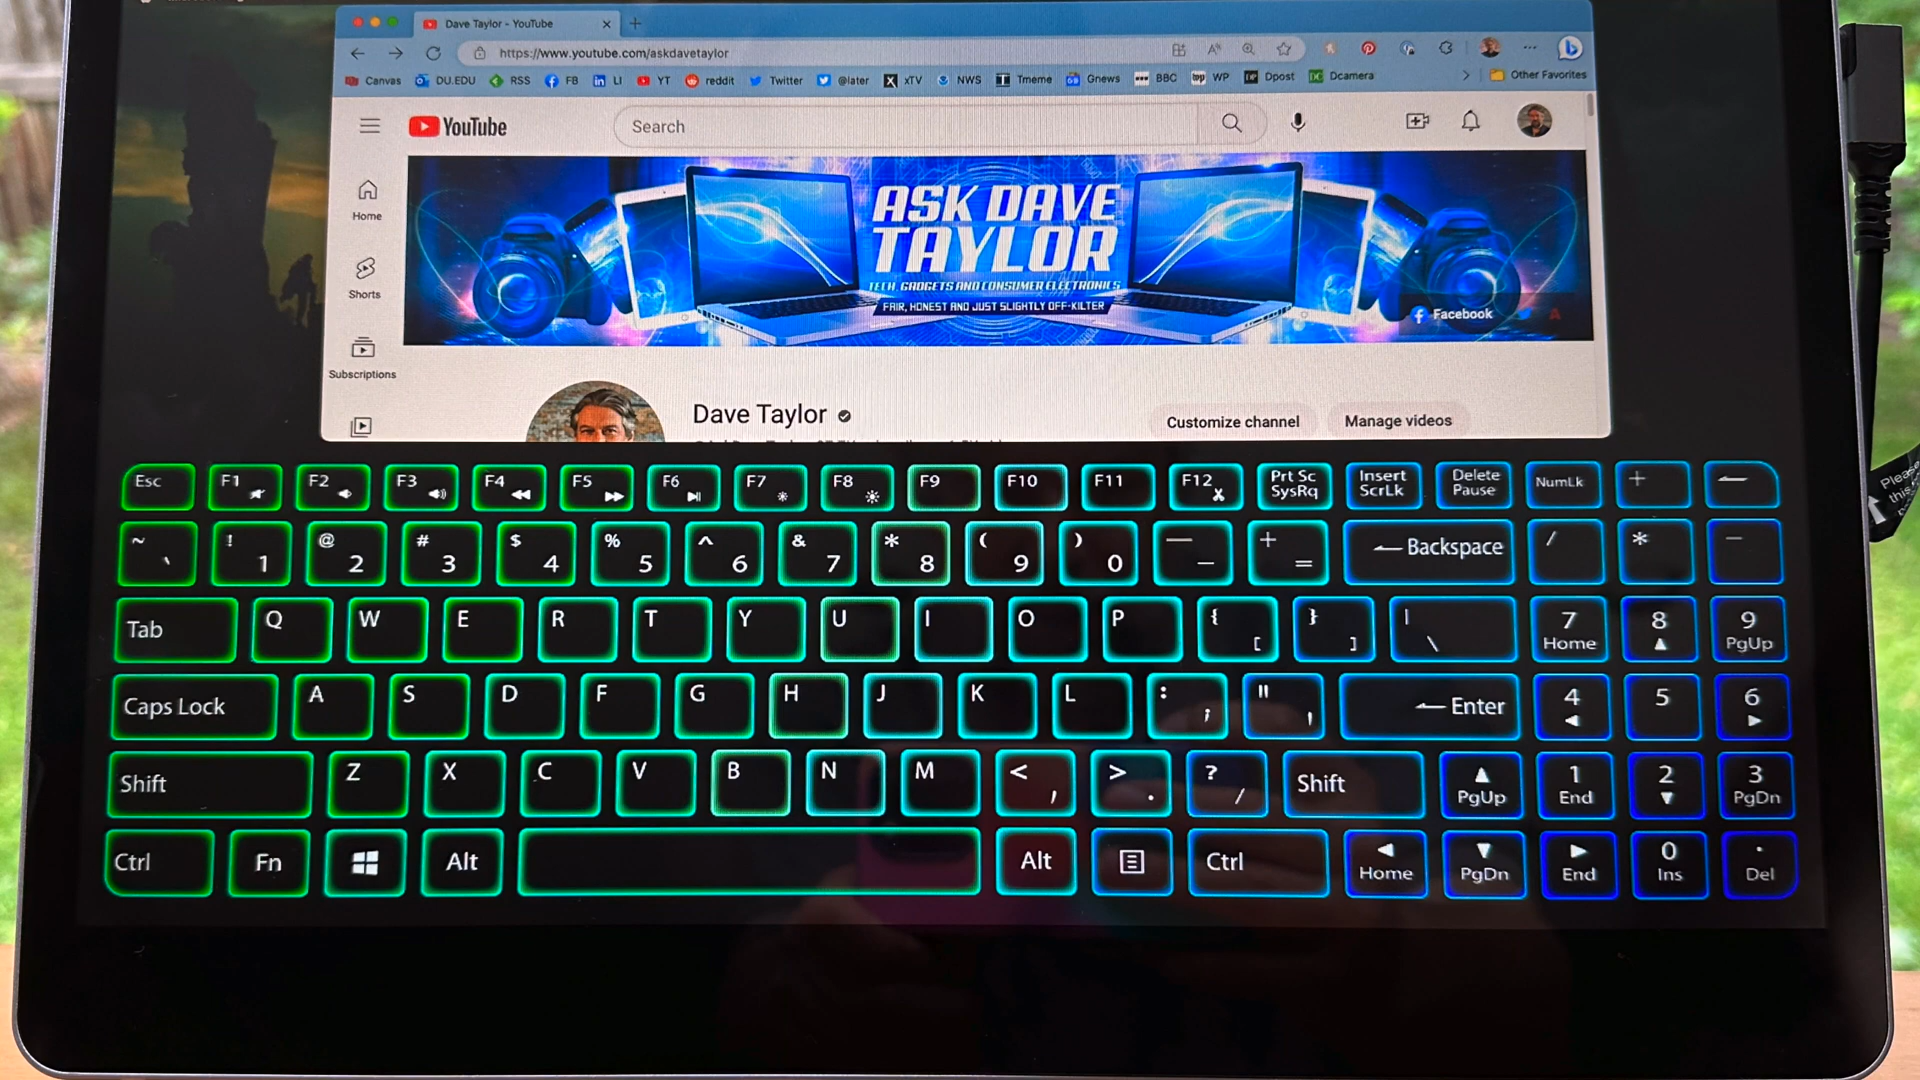 Dave Taylor - YouTube
https://www.youtube.com/askdavetaylor
Canvas DU.EDU RSS FB LI YT reddit Twitter @later xTV NWS Tmeme Gnews BBC WP Dpost Dcamera Other Favorites
YouTube
Search
Home
Shorts
Subscriptions
ASK DAVE
TAYLOR
TECH, GADGETS AND CONSUMER ELECTRONICS
FAIR, HONEST AND JUST SLIGHTLY OFF-KILTER
Facebook
Dave Taylor
Customize channel Manage videos
Please
this
Esc F1 F2 F3 F4 F5 F6 F7 F8 F9 F10 F11 F12 Prt Sc SysRq Insert ScrLk Delete Pause NumLk +
~ ` ! 1 @ 2 # 3 $ 4 % 5 ^ 6 & 7 * 8 ( 9 ) 0 — – + = Backspace / * –
Tab Q W E R T Y U I O P { [ } ] | \ 7 Home 8 9 PgUp
Caps Lock A S D F G H J K L : ; " ' Enter 4 5 6
Shift Z X C V B N M < , > . ? / Shift PgUp 1 End 2 3 PgDn
Ctrl Fn Alt Alt Ctrl Home PgDn End 0 Ins . Del